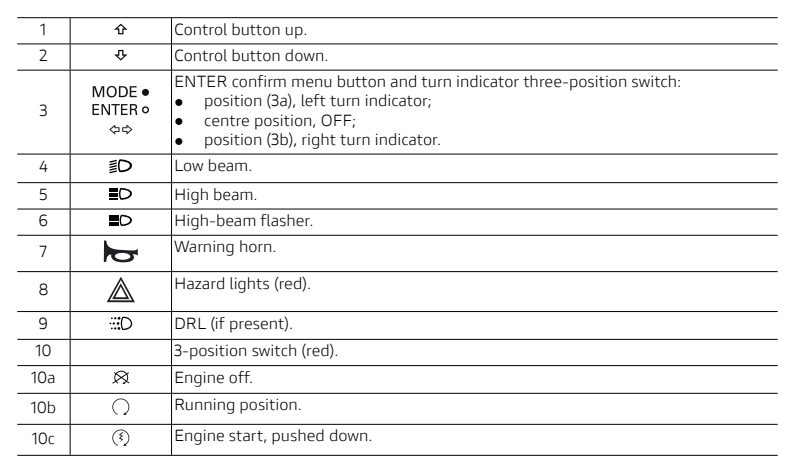 1 Control button up.
2 Control button down.
3 MODE ● ENTER ○ ENTER confirm menu button and turn indicator three-position switch:
● position (3a), left turn indicator;
● centre position, OFF;
● position (3b), right turn indicator.
4 Low beam.
5 High beam.
6 High-beam flasher.
7 Warning horn.
8 Hazard lights (red).
9 DRL (if present).
10 3-position switch (red).
10a Engine off.
10b Running position.
10c Engine start, pushed down.